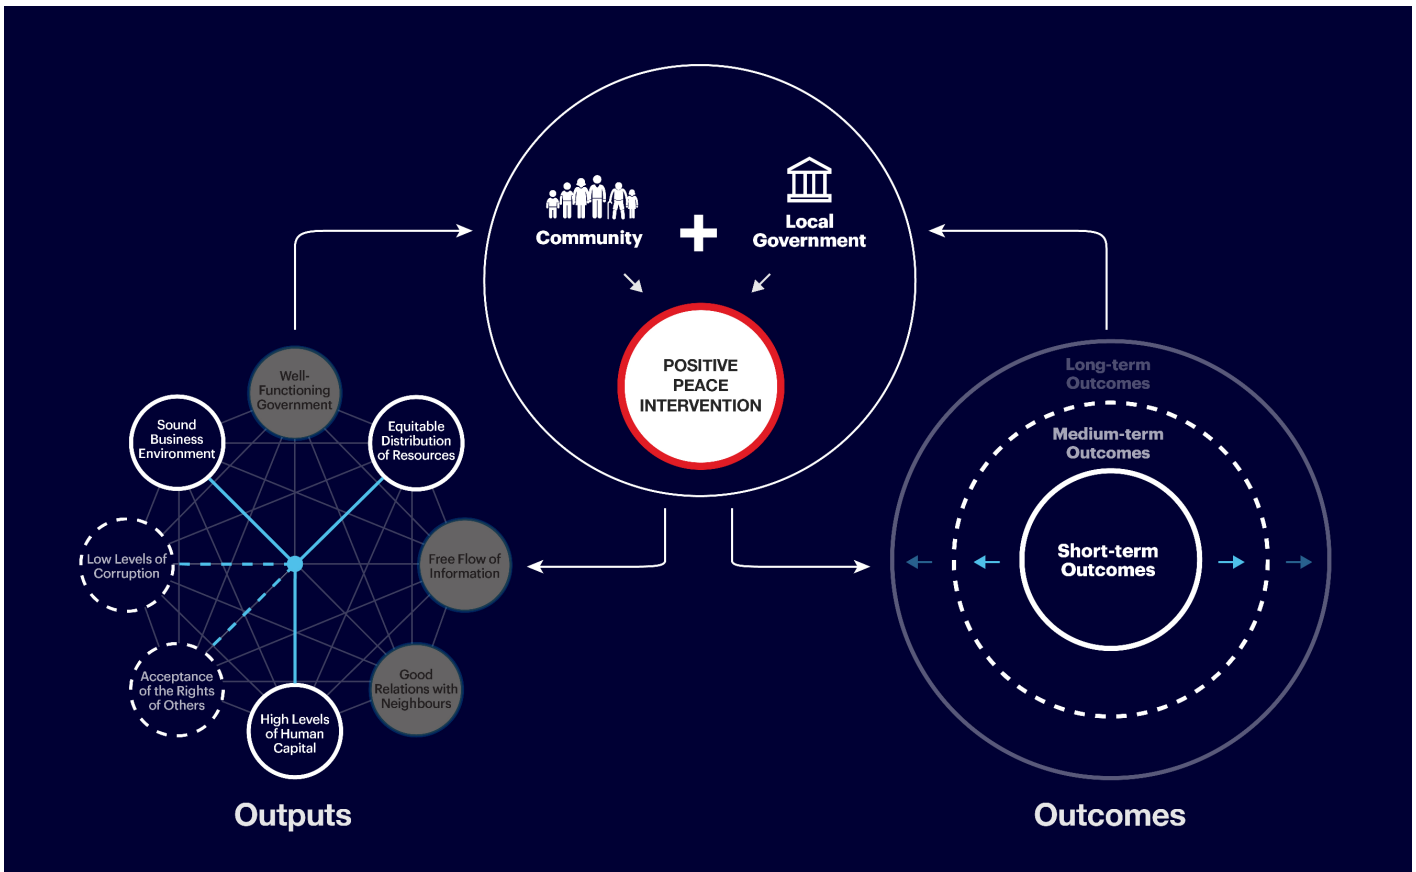 Community
Local
Government
POSITIVE
PEACE
INTERVENTION
Well-
Functioning
Government
Sound
Business
Environment
Equitable
Distribution
of Resources
Low Levels of
Corruption
Free Flow of
Information
Acceptance
of the Rights
of Others
Good
Relations with
Neighbours
High Levels
of Human
Capital
Outputs
Long-term
Outcomes
Medium-term
Outcomes
Short-term
Outcomes
Outcomes